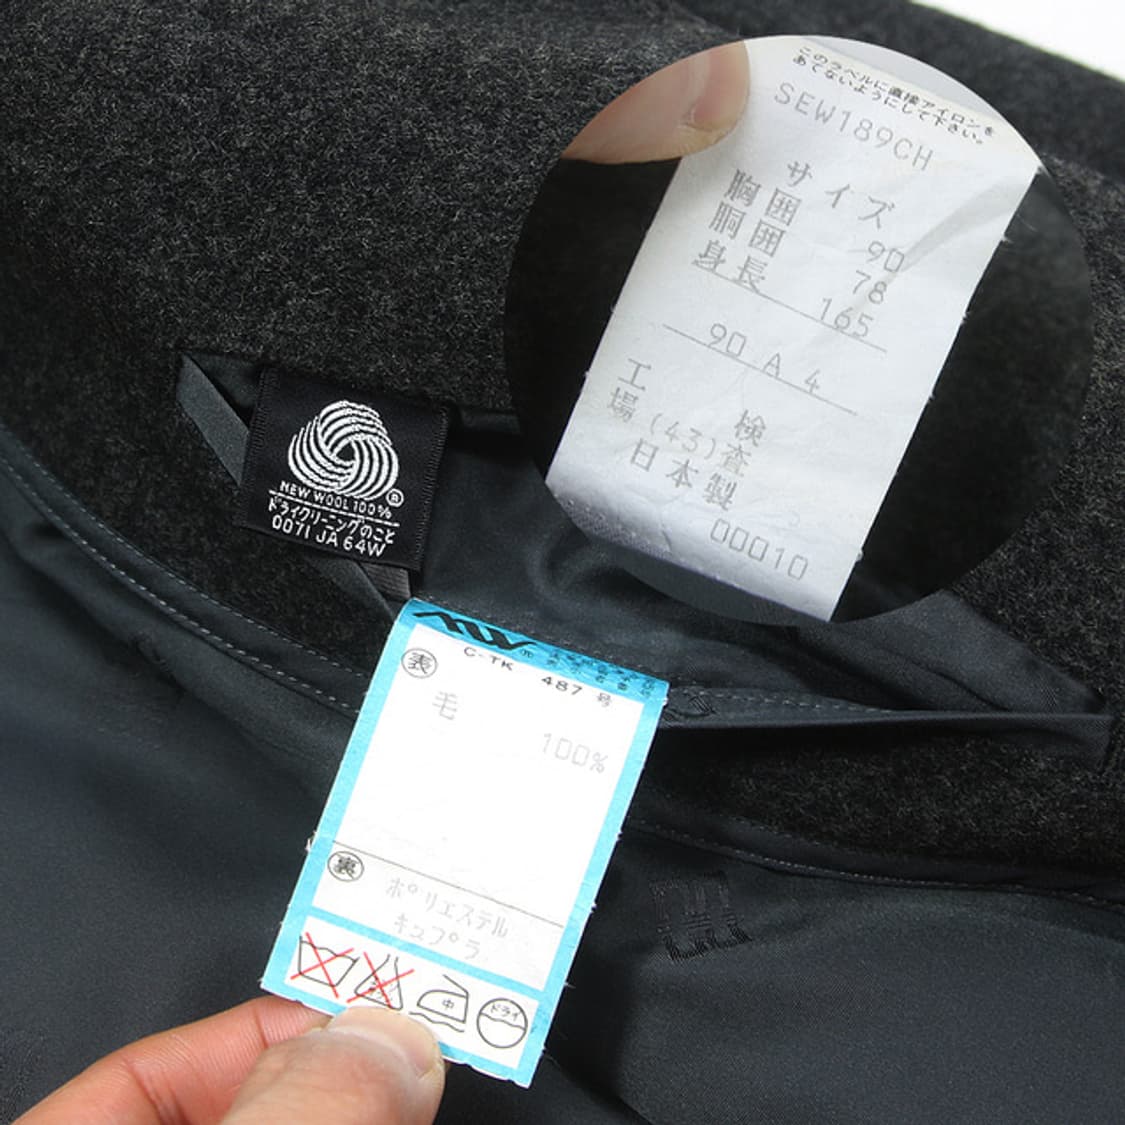 このラベルに直接アイロンを
あてないようにして下さい。
SEW189CH
サイズ
胸囲 90
胴囲 78
身長 165
90 A 4
工場 (43) 検査
日本製
00010
NEW WOOL 100%
ドライクリーニングのこと
0071 JA 64W
C-TK
487 号
表
毛
100%
裏
ポリエステル
キュプラ
中
ドライ